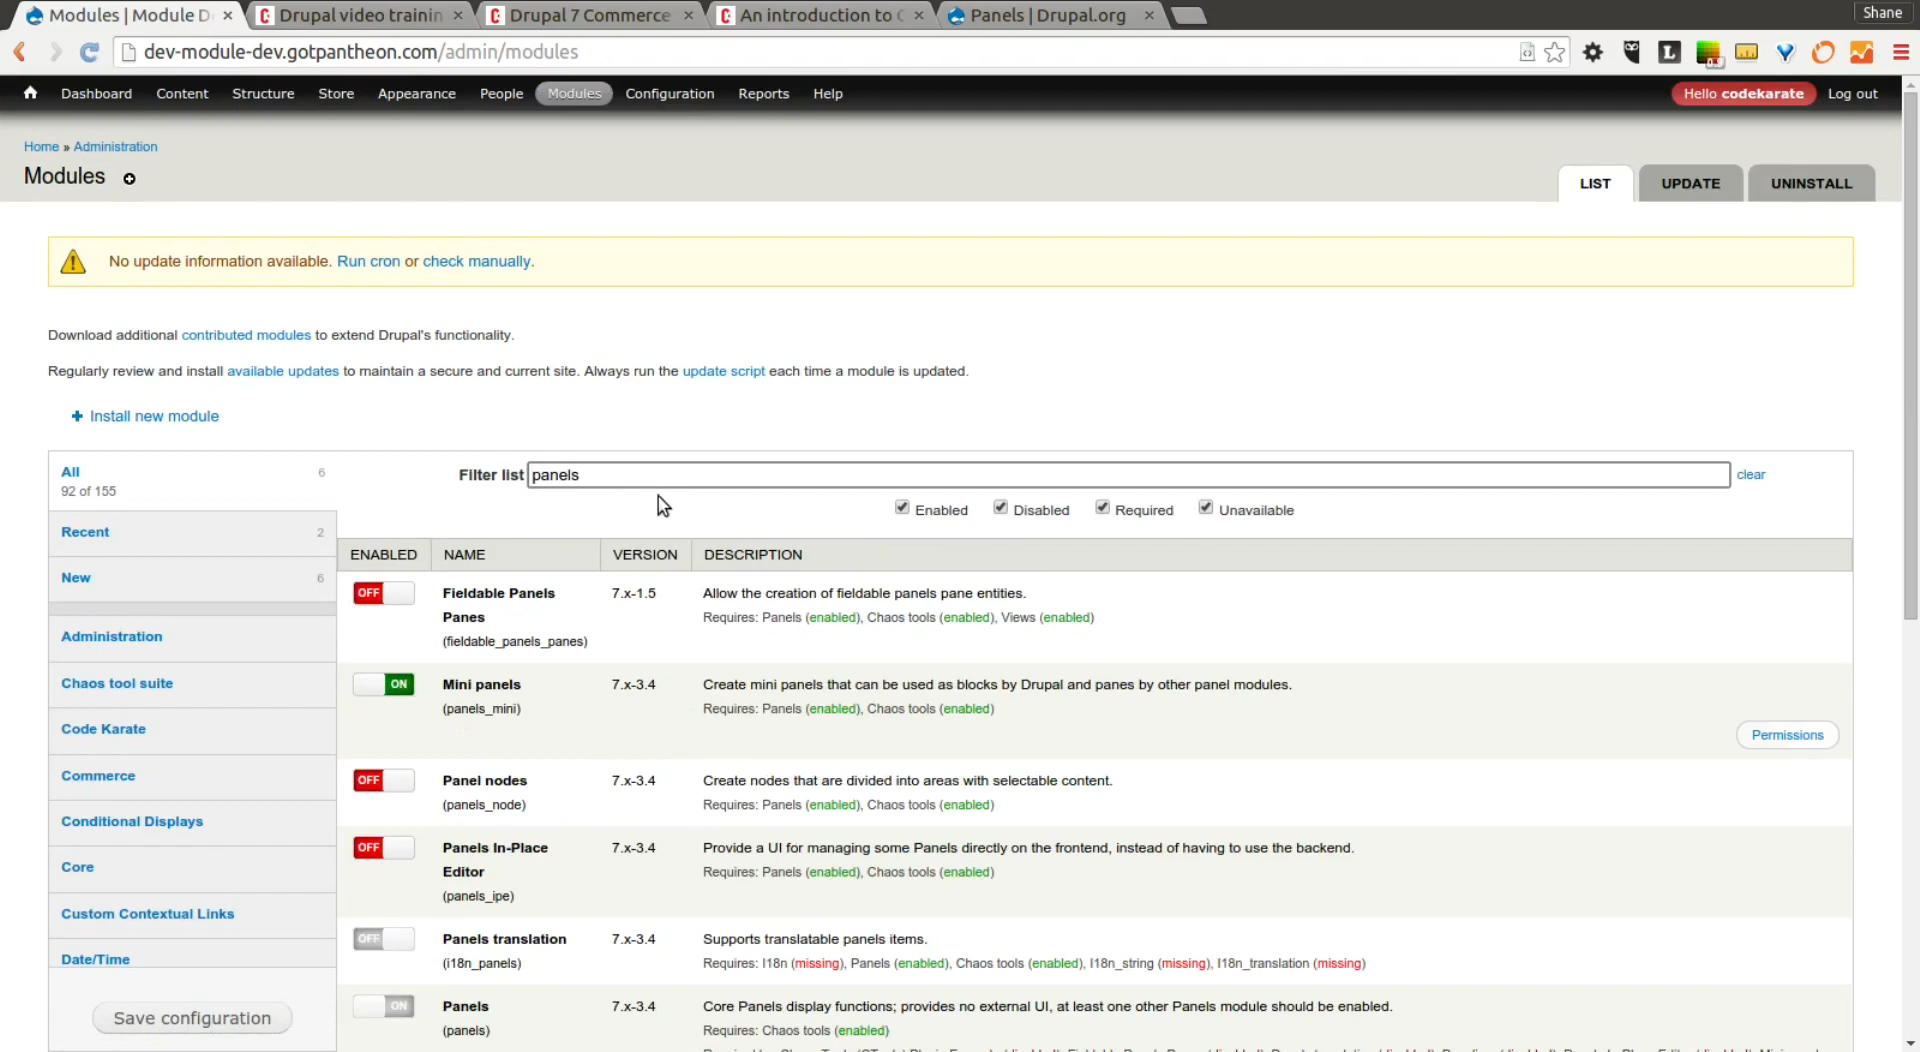 Modules | Module D
Drupal video trainin
Drupal 7 Commerce
An introduction to C
Panels | Drupal.org
Shane
dev-module-dev.gotpantheon.com/admin/modules
Dashboard Content Structure Store Appearance People Modules Configuration Reports Help
Hello codekarate Log out
Home » Administration
Modules
LIST UPDATE UNINSTALL
No update information available. Run cron or check manually.
Download additional contributed modules to extend Drupal's functionality.
Regularly review and install available updates to maintain a secure and current site. Always run the update script each time a module is updated.
Install new module
All 6
92 of 155
Recent 2
New 6
Administration
Chaos tool suite
Code Karate
Commerce
Conditional Displays
Core
Custom Contextual Links
Date/Time
Save configuration
Filter list panels clear
Enabled Disabled Required Unavailable
ENABLED NAME VERSION DESCRIPTION
OFF Fieldable Panels 7.x-1.5 Allow the creation of fieldable panels pane entities.
Panes Requires: Panels (enabled), Chaos tools (enabled), Views (enabled)
(fieldable_panels_panes)
ON Mini panels 7.x-3.4 Create mini panels that can be used as blocks by Drupal and panes by other panel modules.
(panels_mini) Requires: Panels (enabled), Chaos tools (enabled)
Permissions
OFF Panel nodes 7.x-3.4 Create nodes that are divided into areas with selectable content.
(panels_node) Requires: Panels (enabled), Chaos tools (enabled)
OFF Panels In-Place 7.x-3.4 Provide a UI for managing some Panels directly on the frontend, instead of having to use the backend.
Editor Requires: Panels (enabled), Chaos tools (enabled)
(panels_ipe)
OFF Panels translation 7.x-3.4 Supports translatable panels items.
(i18n_panels) Requires: I18n (missing), Panels (enabled), Chaos tools (enabled), I18n_string (missing), I18n_translation (missing)
ON Panels 7.x-3.4 Core Panels display functions; provides no external UI, at least one other Panels module should be enabled.
(panels) Requires: Chaos tools (enabled)